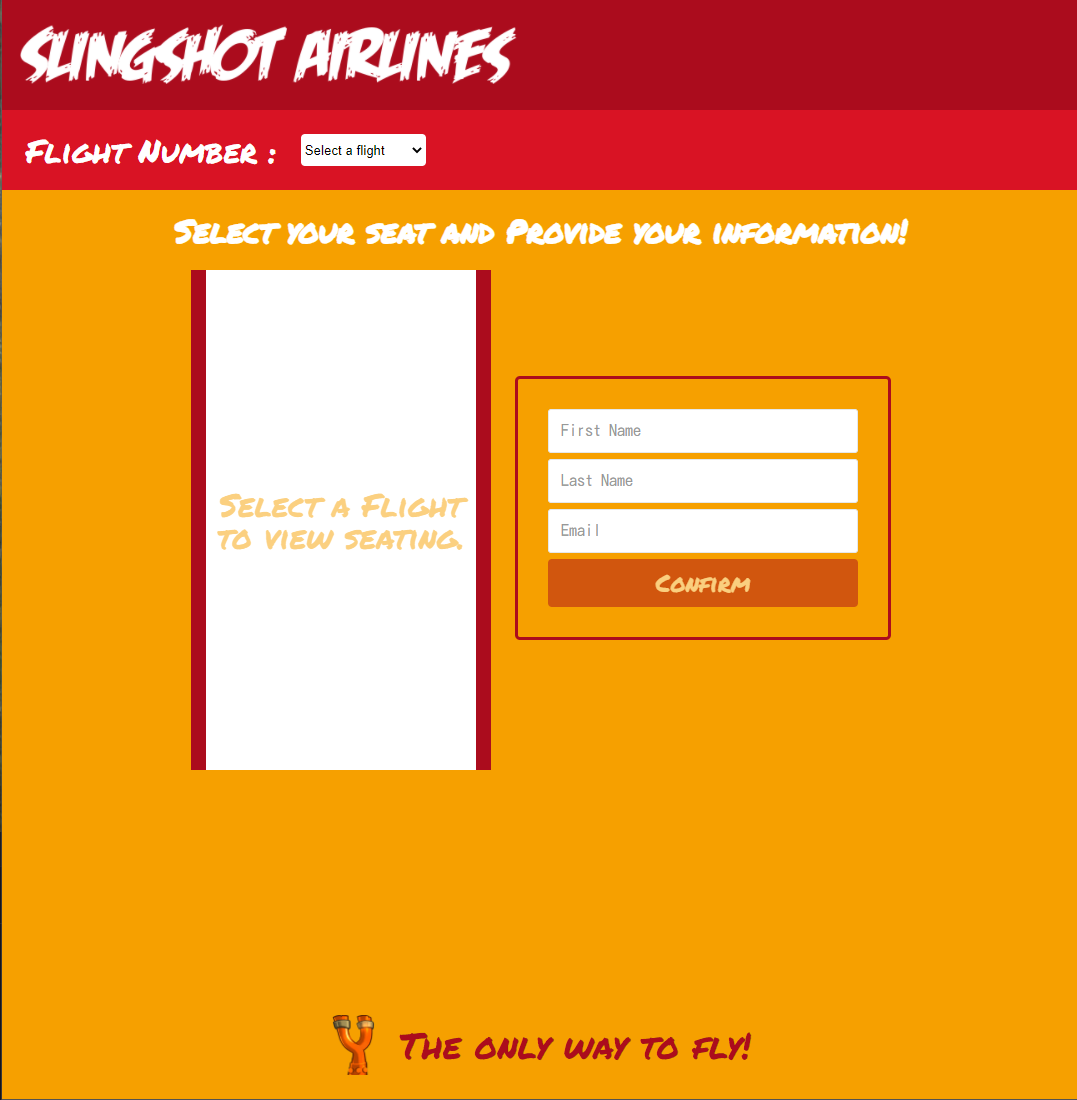 SLINGSHOT AIRLINES
Flight Number :
Select a flight
Select your seat and Provide your information!
Select a Flight
to view seating.
First Name
Last Name
Email
Confirm
The only way to fly!